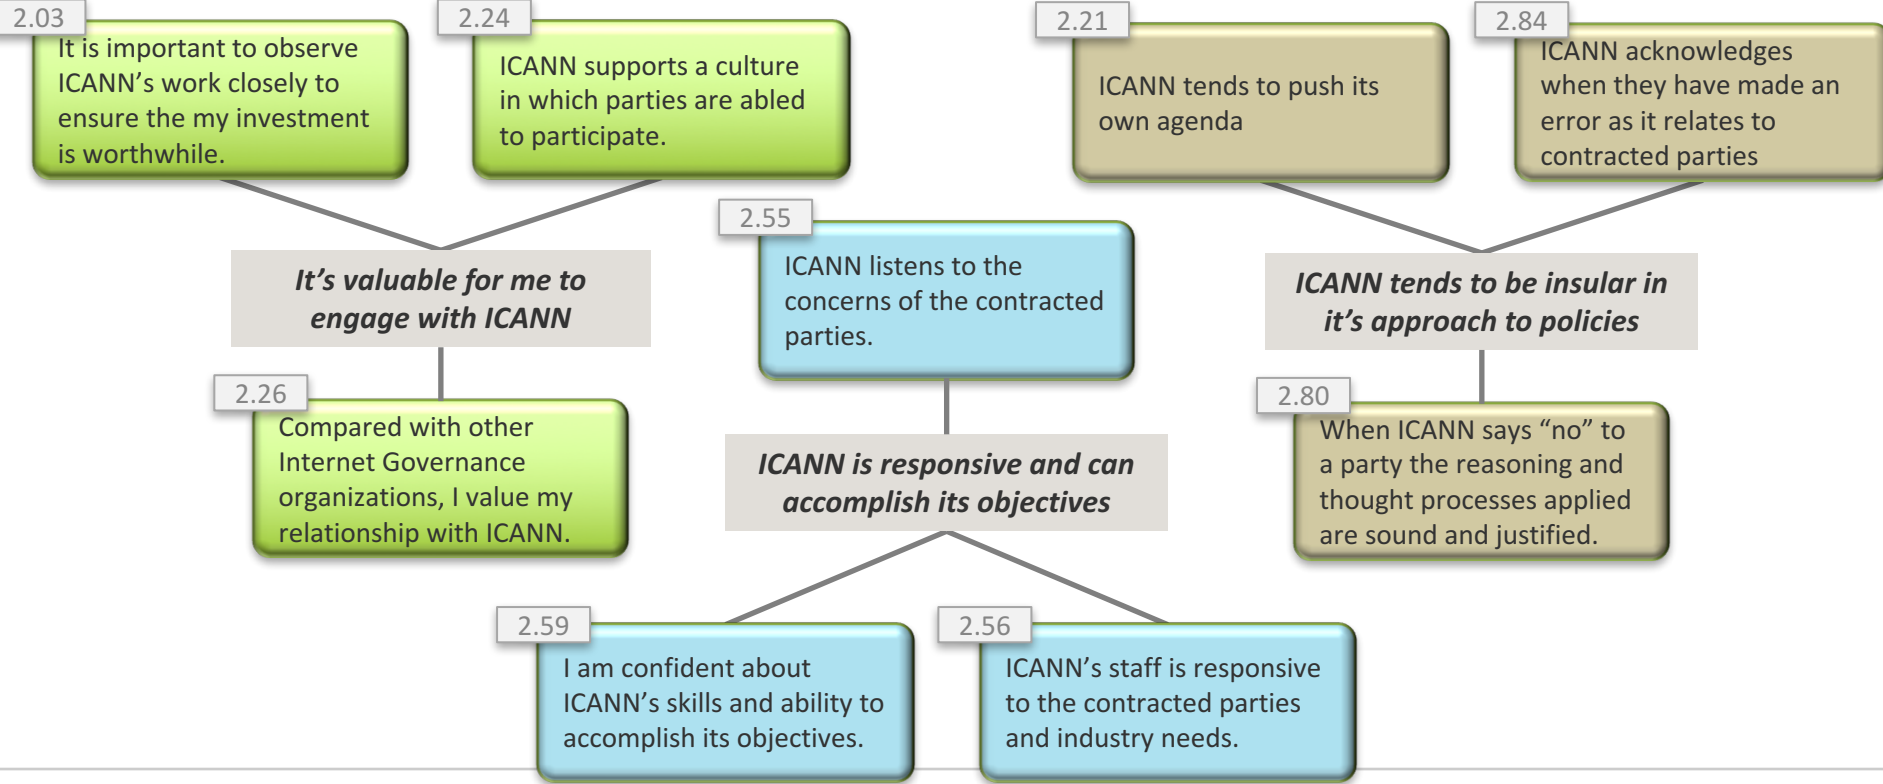 2.03
It is important to observe
ICANN's work closely to
ensure the my investment
is worthwhile.
2.24
ICANN supports a culture
in which parties are abled
to participate.
It's valuable for me to
engage with ICANN
2.26
Compared with other
Internet Governance
organizations, I value my
relationship with ICANN.
2.55
ICANN listens to the
concerns of the contracted
parties.
ICANN is responsive and can
accomplish its objectives
2.59
I am confident about
ICANN's skills and ability to
accomplish its objectives.
2.56
ICANN's staff is responsive
to the contracted parties
and industry needs.
2.21
ICANN tends to push its
own agenda
2.84
ICANN acknowledges
when they have made an
error as it relates to
contracted parties
ICANN tends to be insular in
it's approach to policies
2.80
When ICANN says “no” to
a party the reasoning and
thought processes applied
are sound and justified.